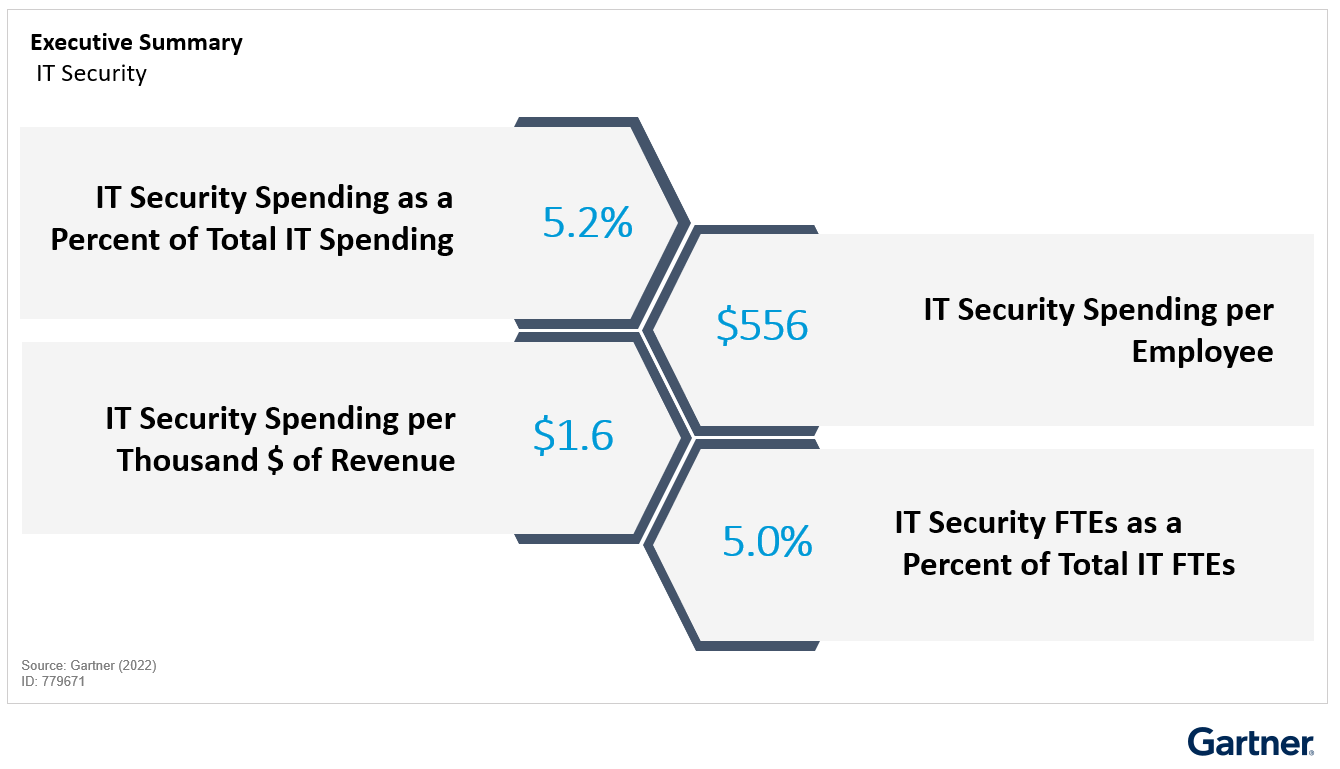 Executive Summary
IT Security
IT Security Spending as a
Percent of Total IT Spending
5.2%
$556
IT Security Spending per
Employee
IT Security Spending per
Thousand $ of Revenue
$1.6
5.0%
IT Security FTEs as a
Percent of Total IT FTEs
Source: Gartner (2022)
ID: 779671
Gartner®